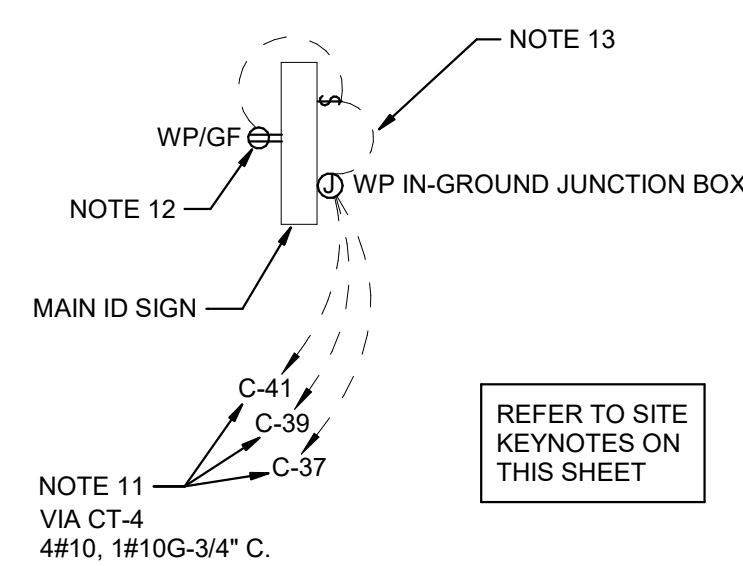 NOTE 13
$
WP/GF
J WP IN-GROUND JUNCTION BOX
NOTE 12
MAIN ID SIGN
C-41
C-39
C-37
REFER TO SITE
KEYNOTES ON
THIS SHEET
NOTE 11
VIA CT-4
4#10, 1#10G-3/4" C.